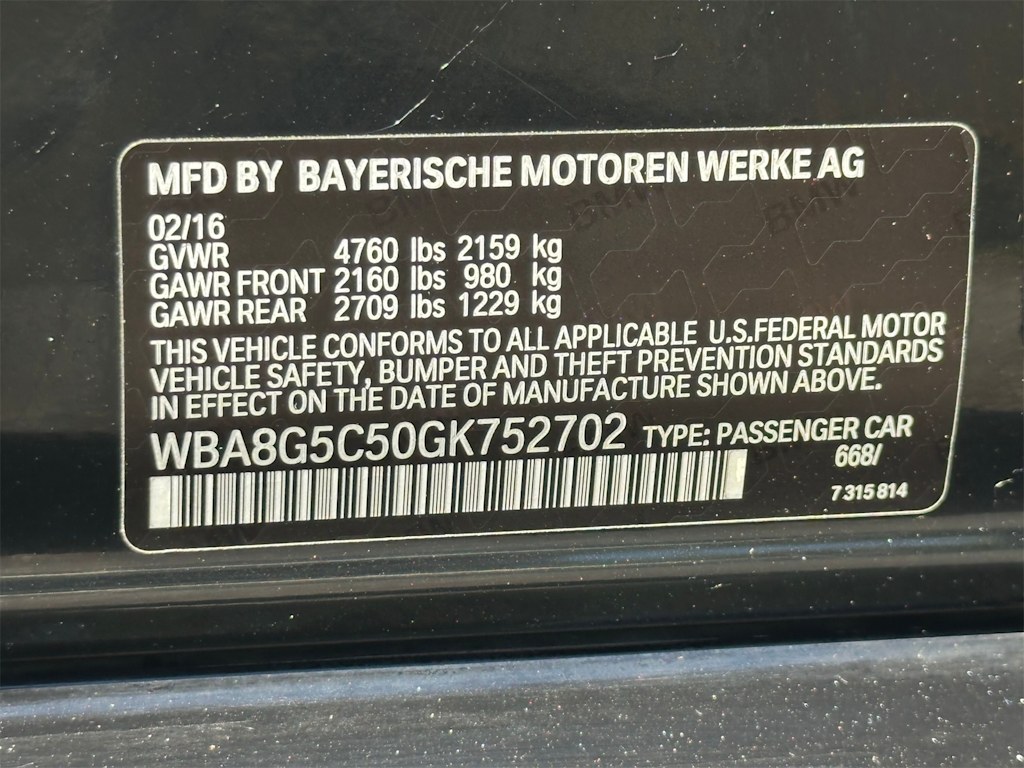 MFD BY BAYERISCHE MOTOREN WERKE AG
02/16
GVWR 4760 lbs 2159 kg
GAWR FRONT 2160 lbs 980 kg
GAWR REAR 2709 lbs 1229 kg
THIS VEHICLE CONFORMS TO ALL APPLICABLE U.S.FEDERAL MOTOR
VEHICLE SAFETY, BUMPER AND THEFT PREVENTION STANDARDS
IN EFFECT ON THE DATE OF MANUFACTURE SHOWN ABOVE.
WBA8G5C50GK752702 TYPE: PASSENGER CAR
668/
7 315 814